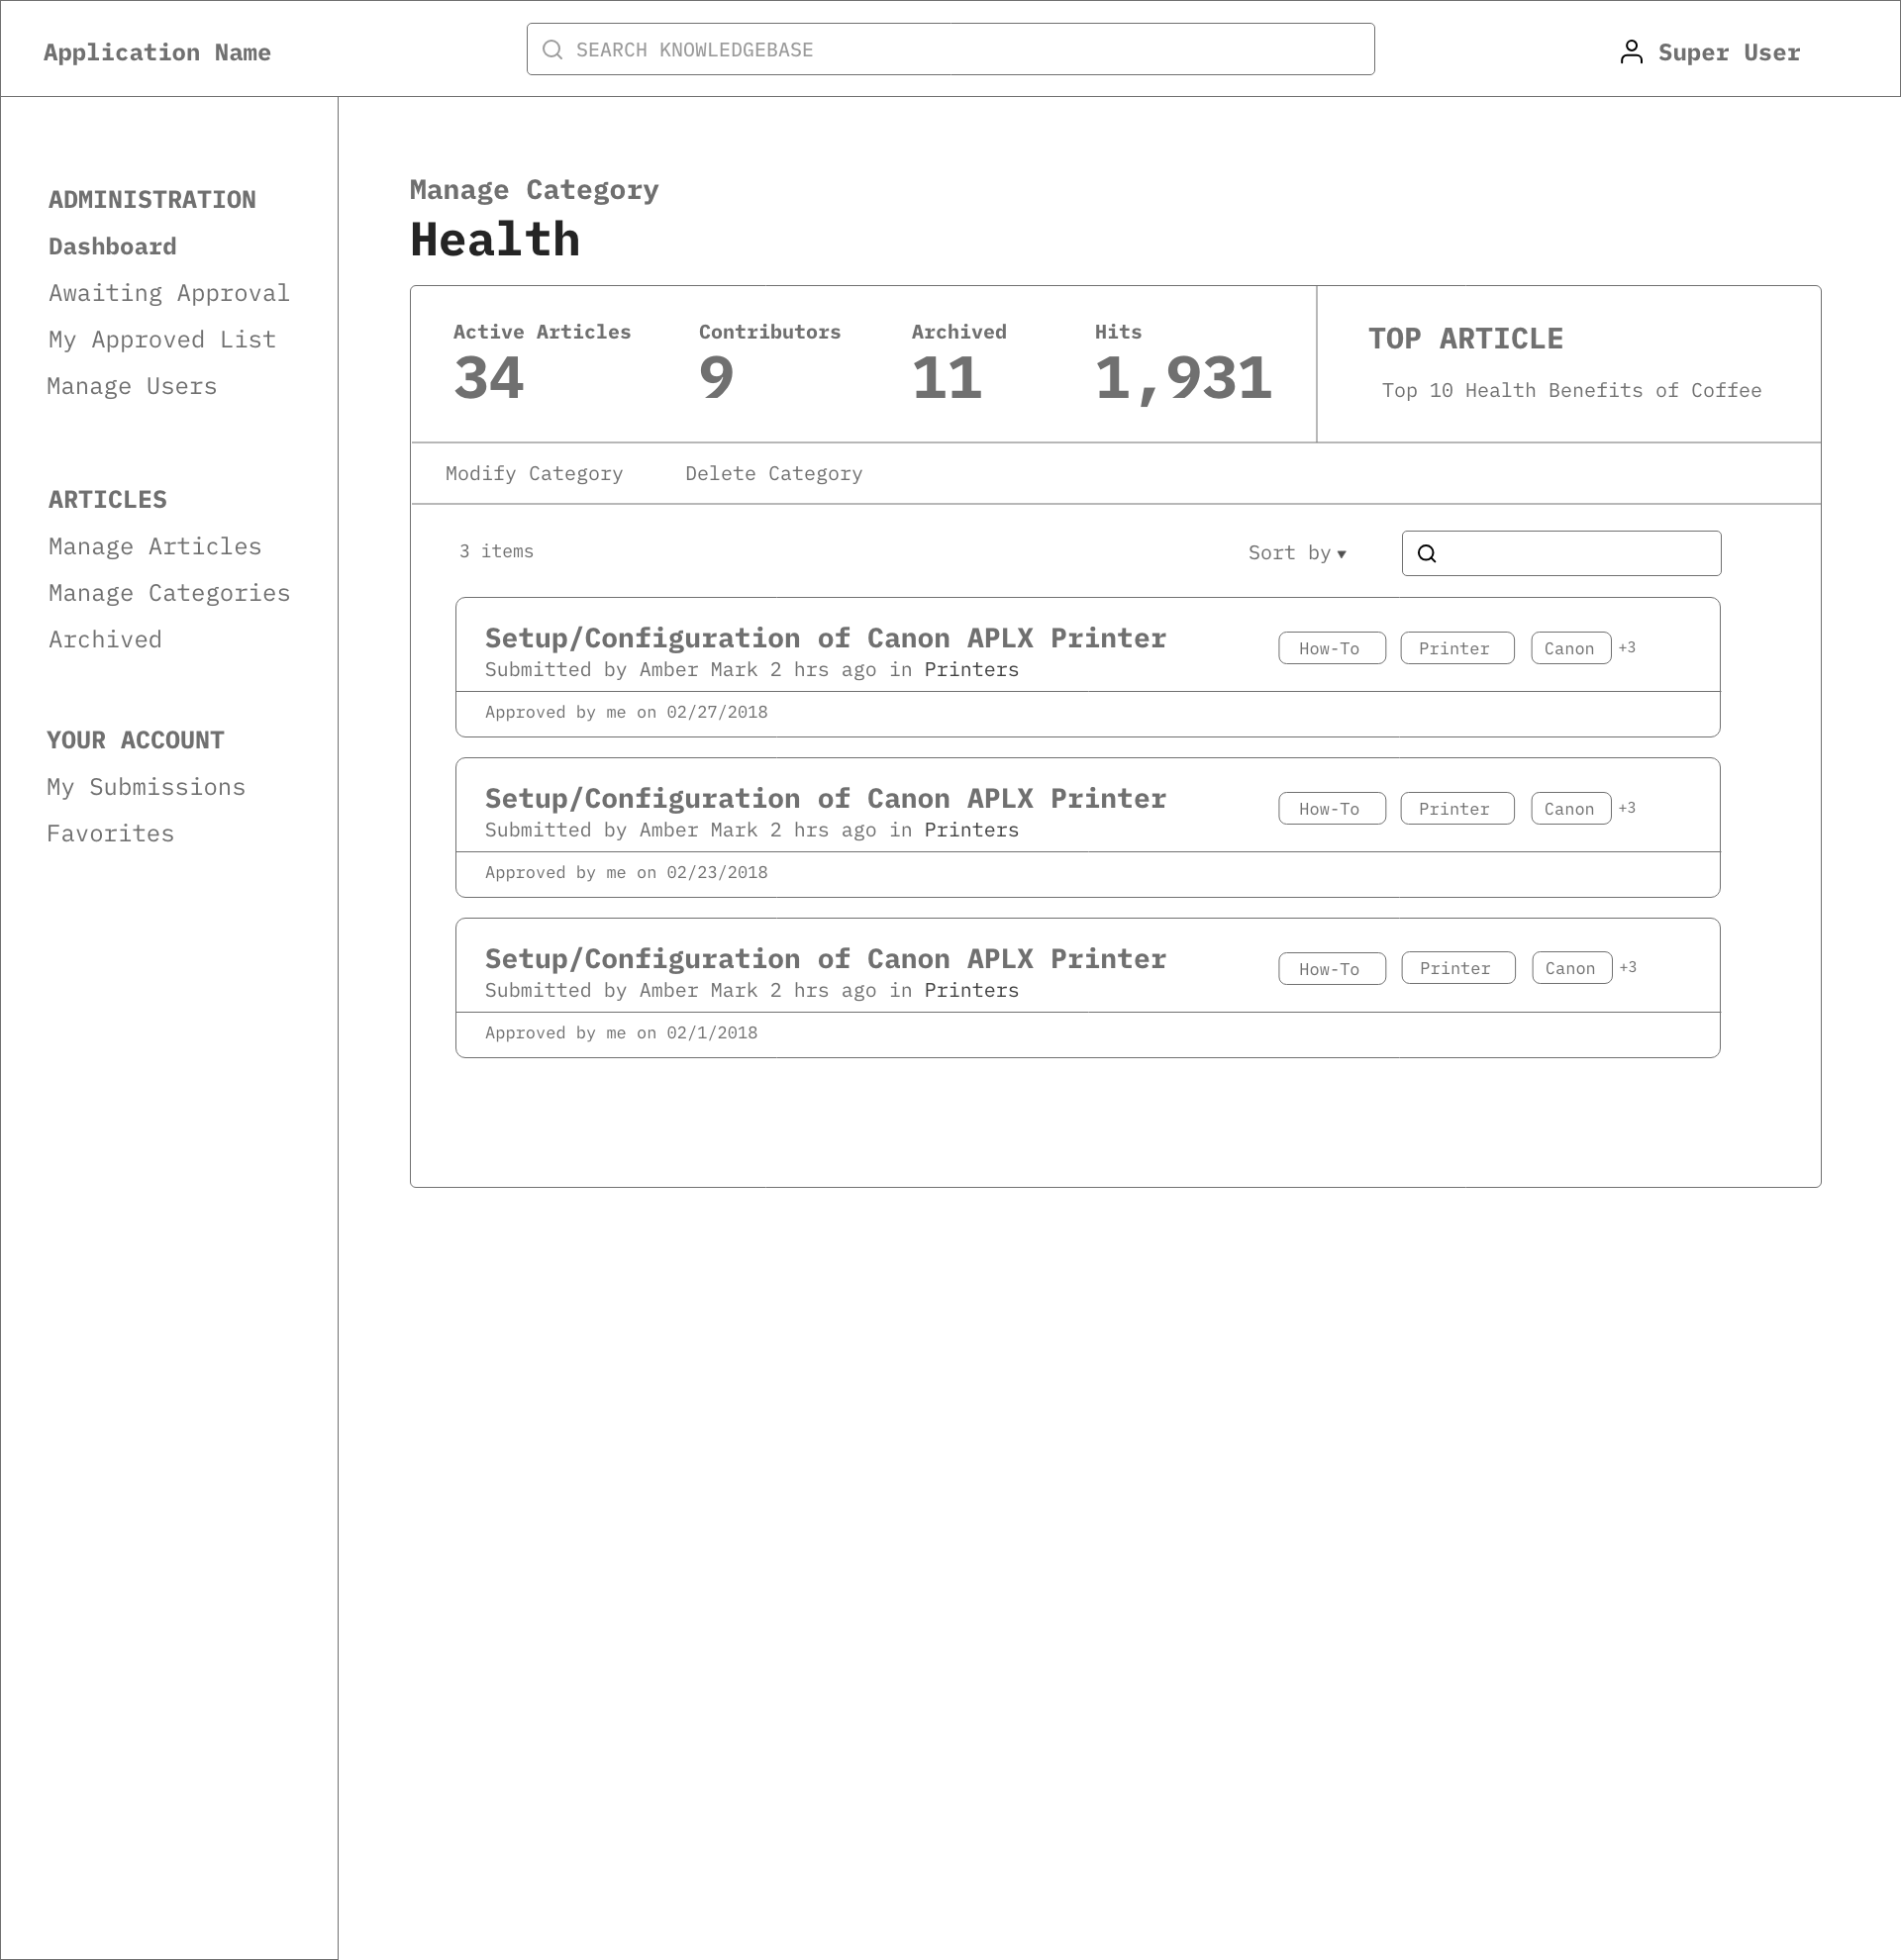 Application Name
SEARCH KNOWLEDGEBASE
Super User
ADMINISTRATION
Dashboard
Awaiting Approval
My Approved List
Manage Users
ARTICLES
Manage Articles
Manage Categories
Archived
YOUR ACCOUNT
My Submissions
Favorites
Manage Category
Health
Active Articles
34
Contributors
9
Archived
11
Hits
1,931
TOP ARTICLE
Top 10 Health Benefits of Coffee
Modify Category
Delete Category
3 items
Sort by
Setup/Configuration of Canon APLX Printer
Submitted by Amber Mark 2 hrs ago in Printers
How-To
Printer
Canon
+3
Approved by me on 02/27/2018
Setup/Configuration of Canon APLX Printer
Submitted by Amber Mark 2 hrs ago in Printers
How-To
Printer
Canon
+3
Approved by me on 02/23/2018
Setup/Configuration of Canon APLX Printer
Submitted by Amber Mark 2 hrs ago in Printers
How-To
Printer
Canon
+3
Approved by me on 02/1/2018